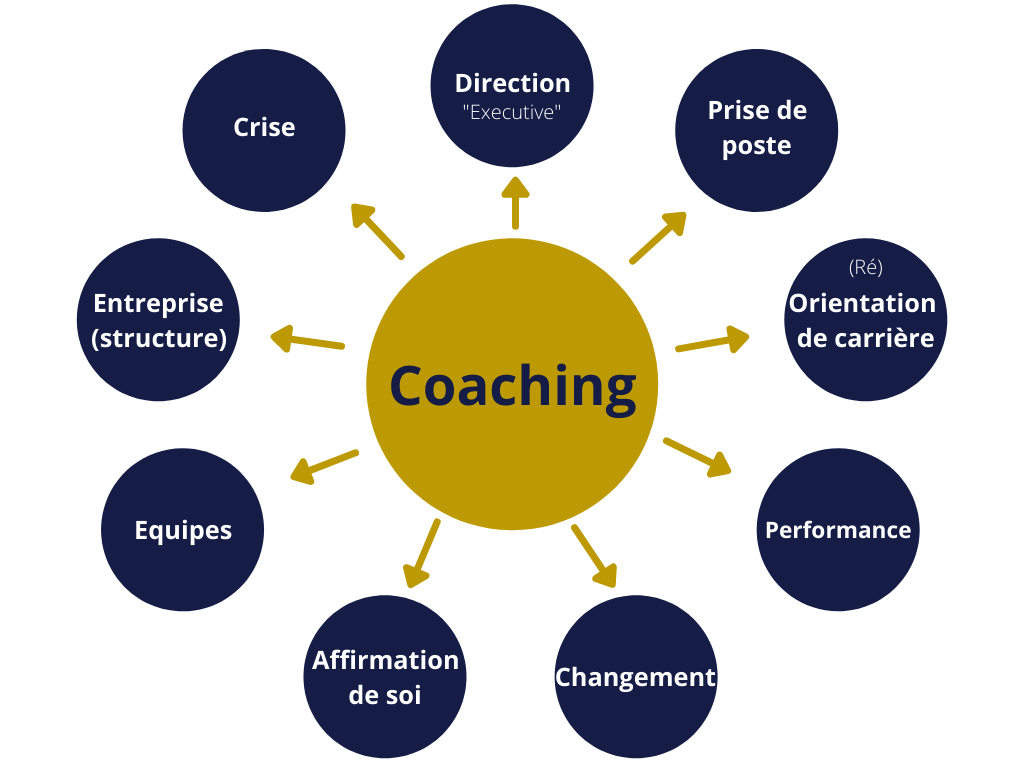 Direction
"Executive"
Crise
Prise de
poste
(Ré)
Orientation
de carrière
Entreprise
(structure)
Coaching
Equipes
Performance
Affirmation
de soi
Changement